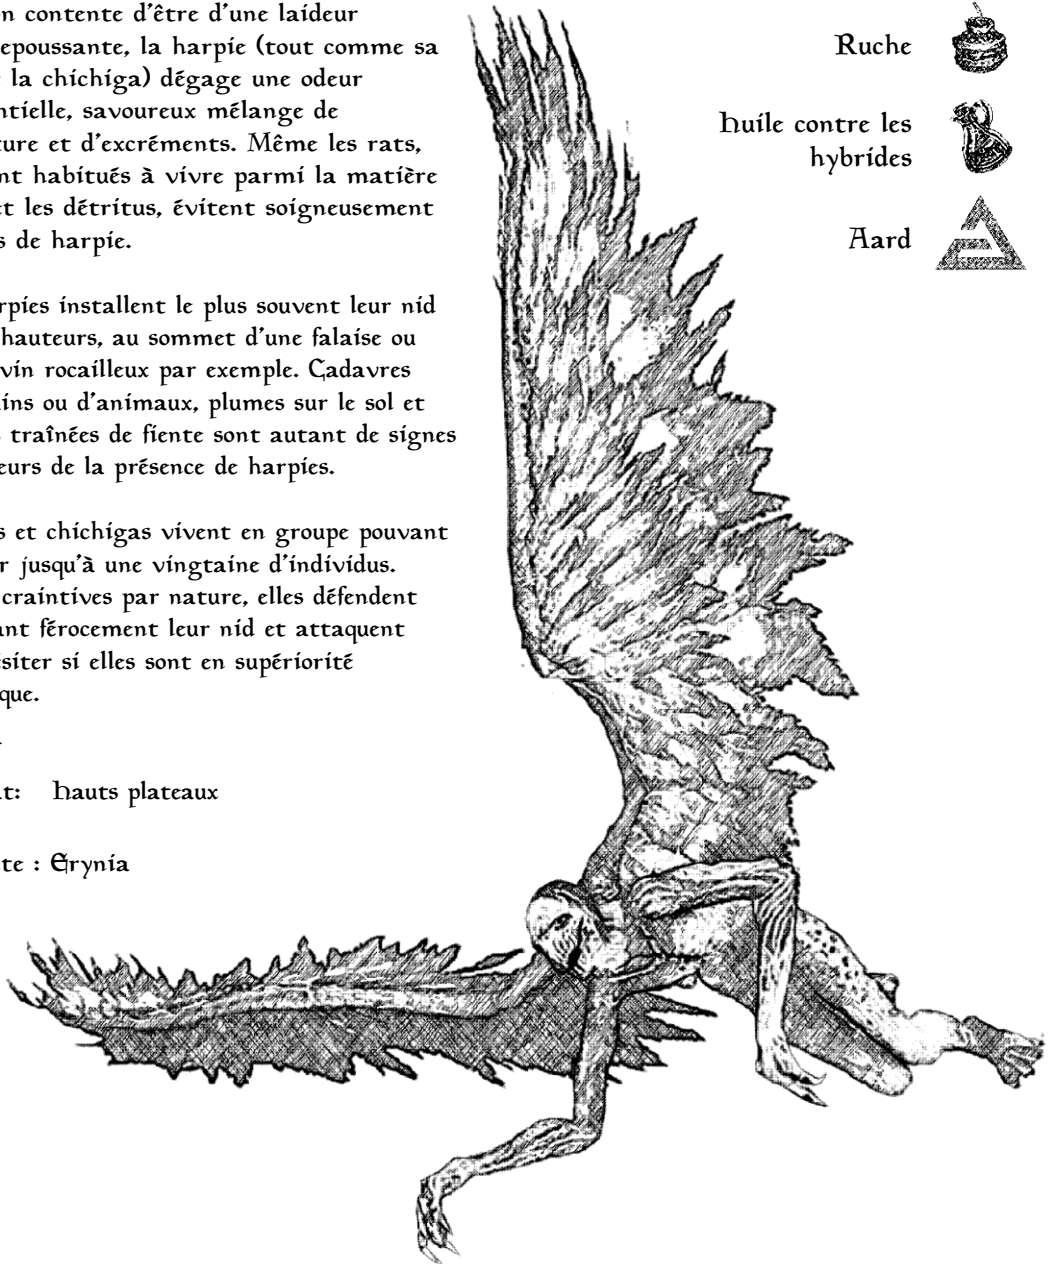 n contente d'être d'une laideur
epoussante, la harpie (tout comme sa
la chichiga) dégage une odeur
ntielle, savoureux mélange de
ture et d'excréments. Même les rats,
nt habitués à vivre parmi la matière
et les détritus, évitent soigneusement
s de harpie.
rpies installent le plus souvent leur nid
hauteurs, au sommet d'une falaise ou
vin rocailleux par exemple. Cadavres
ins ou d'animaux, plumes sur le sol et
traînées de fiente sont autant de signes
eurs de la présence de harpies.
s et chichigas vivent en groupe pouvant
r jusqu'à une vingtaine d'individus.
craintives par nature, elles défendent
ant férocement leur nid et attaquent
ésiter si elles sont en supériorité
que.
at: Hauts plateaux
te : Erynia
Ruche
Huile contre les
hybrides
Aard